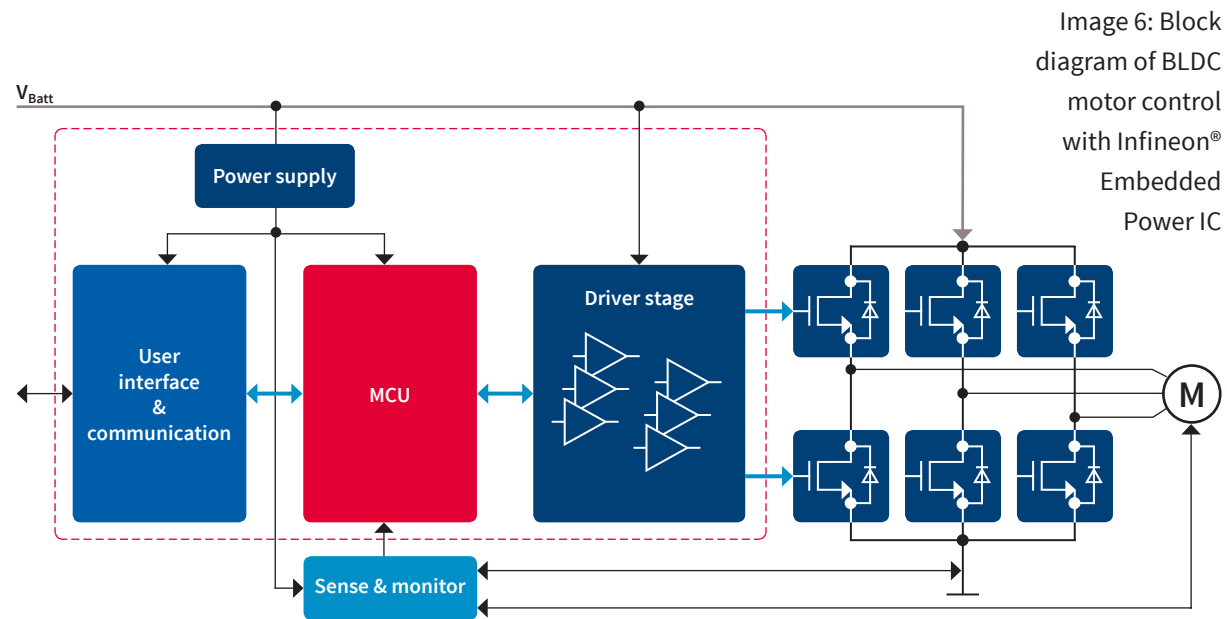 Image 6: Block
diagram of BLDC
motor control
with Infineon®
Embedded
Power IC
V_Batt
Power supply
User
interface
&
communication
MCU
Driver stage
M
Sense & monitor